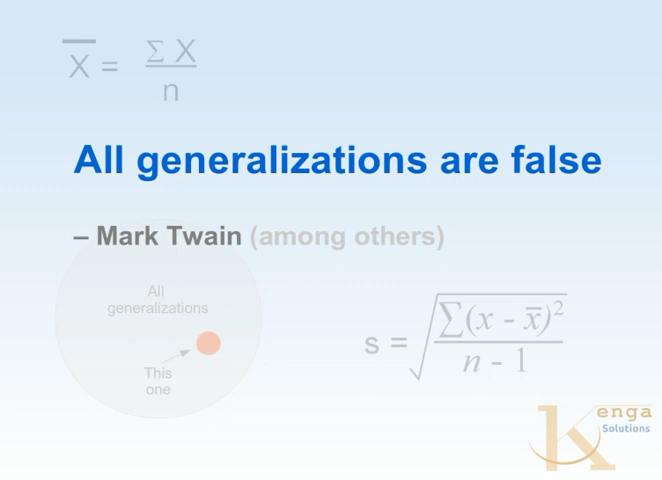 X̄ = Σ X / n
All generalizations are false
– Mark Twain (among others)
All
generalizations
This
one
s = √(∑(x - x̄)² / (n - 1))
Kenga
Solutions